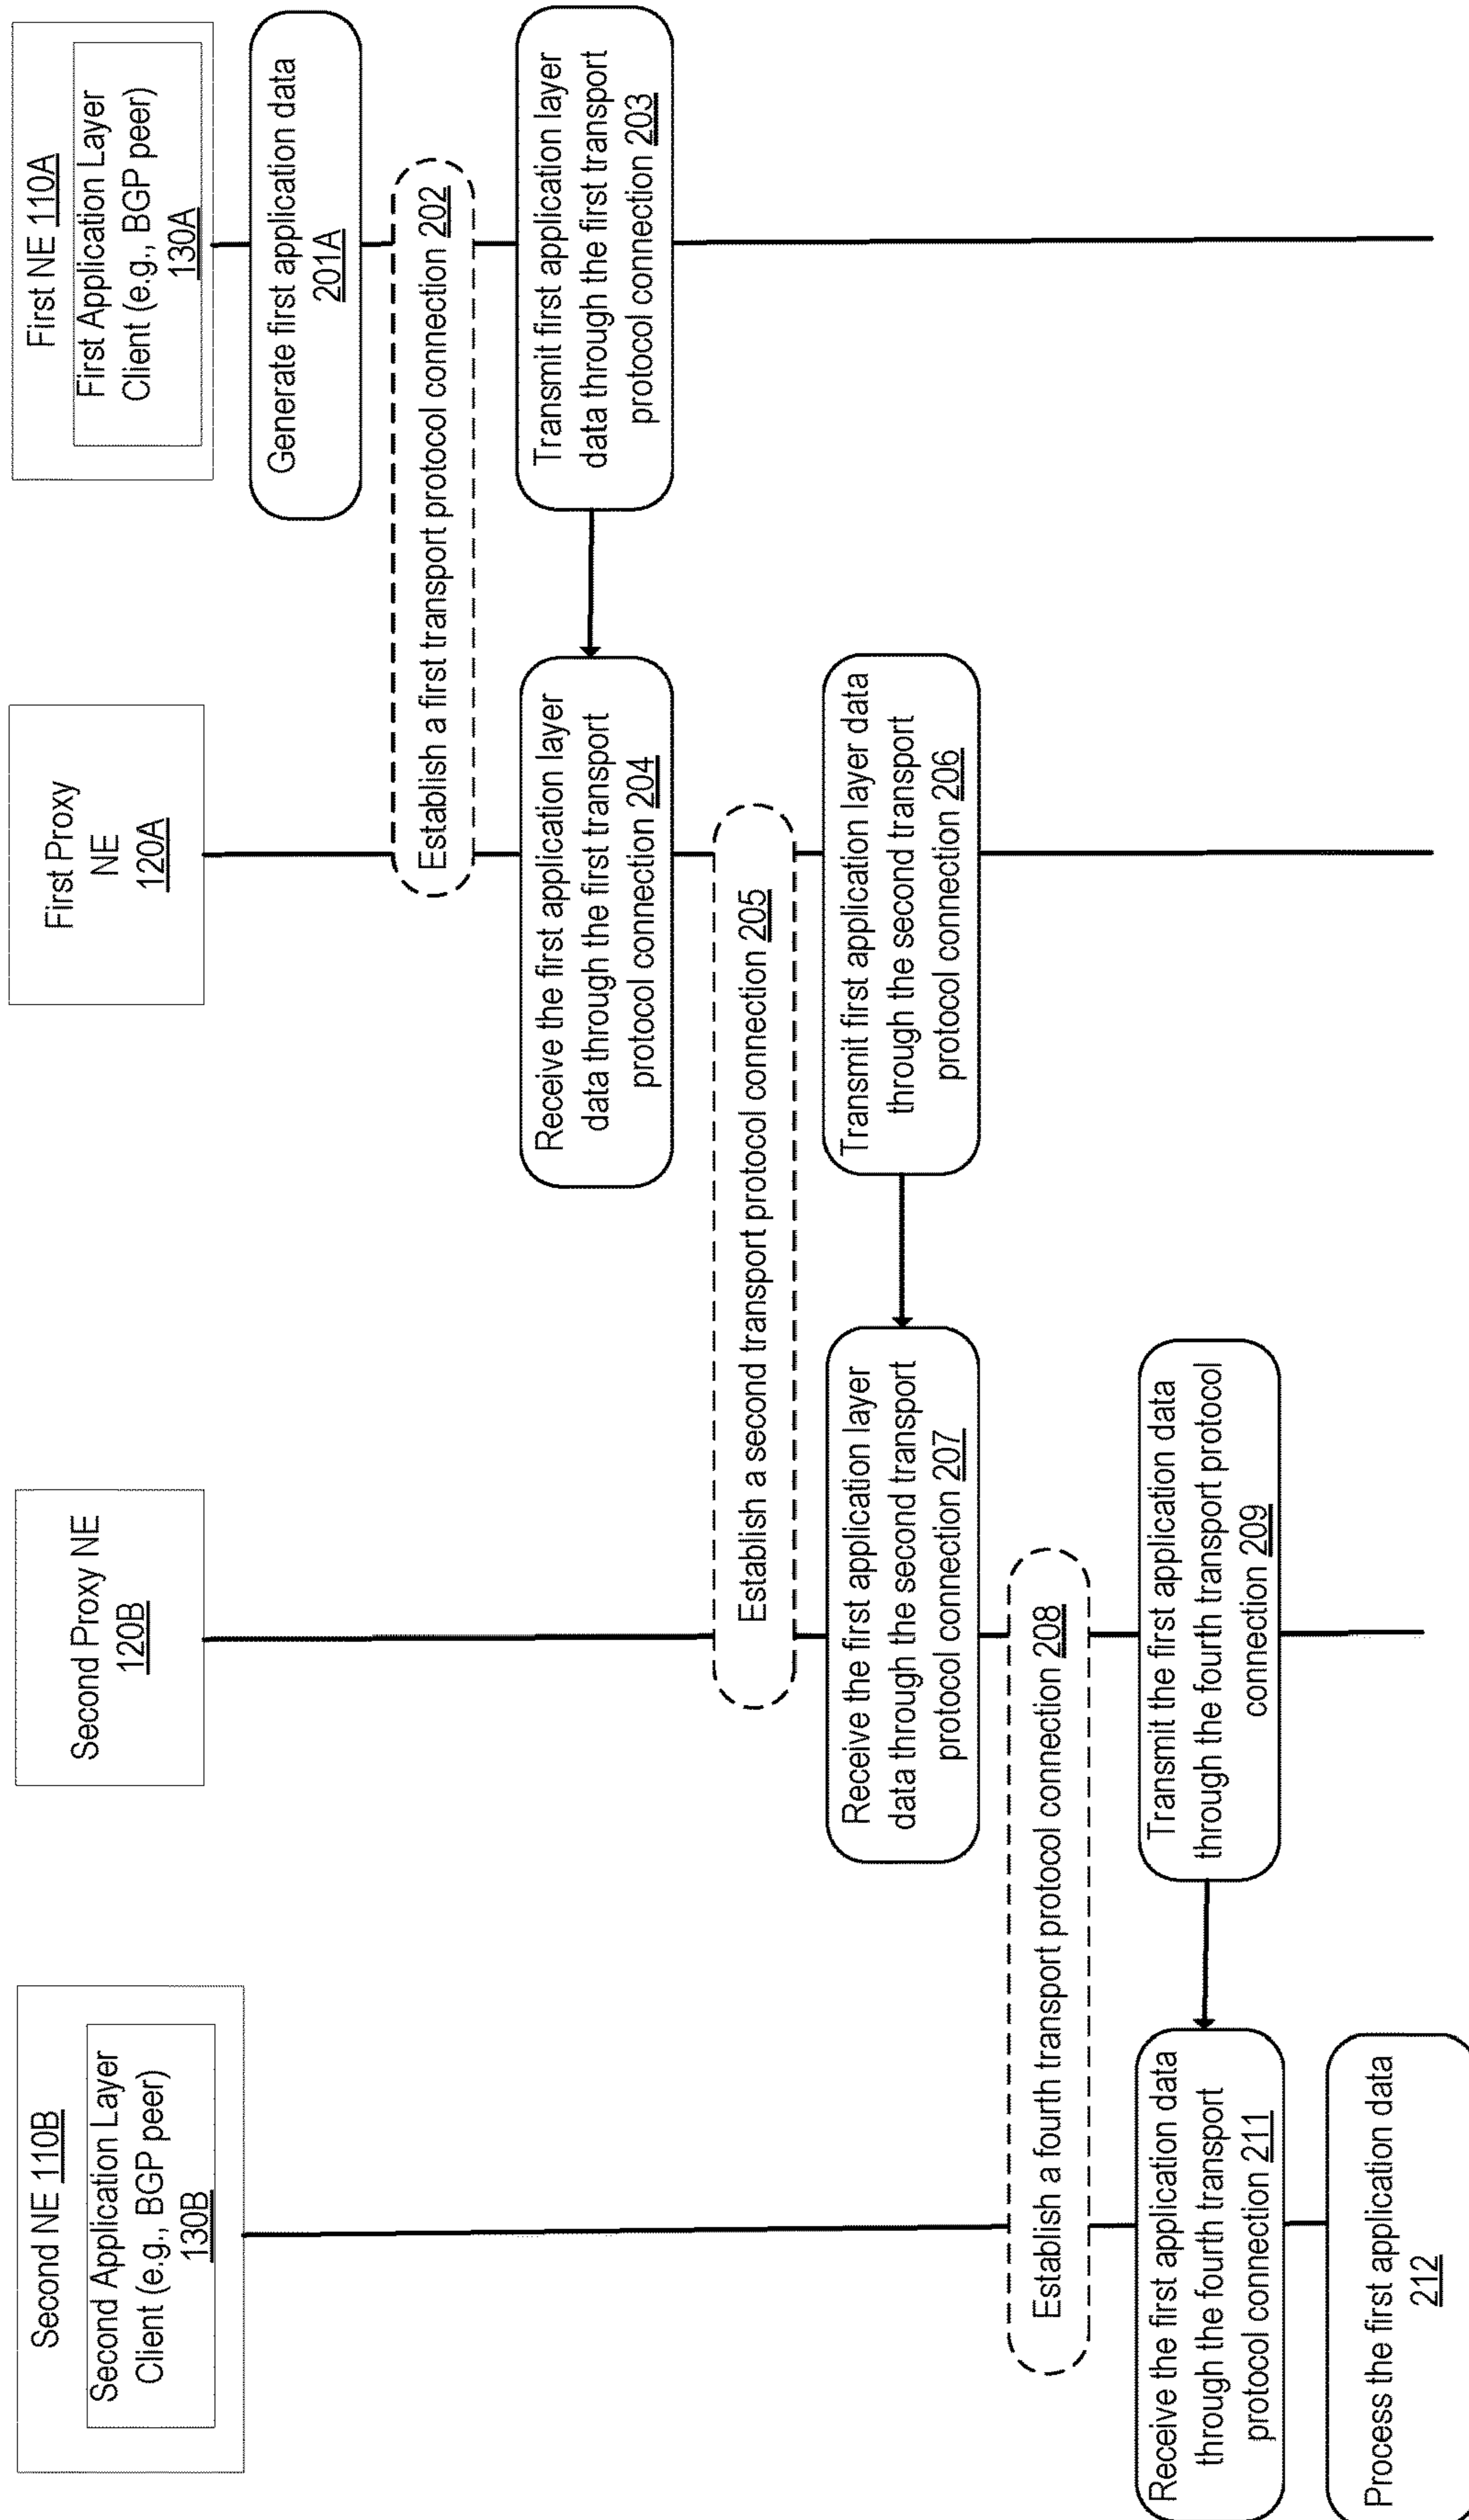 Second NE 110B
Second Application Layer
Client (e.g., BGP peer)
130B
Second Proxy NE
120B
First Proxy
NE
120A
First NE 110A
First Application Layer
Client (e.g., BGP peer)
130A
Generate first application data
201A
Establish a first transport protocol connection 202
Transmit first application layer
data through the first transport
protocol connection 203
Receive the first application layer
data through the first transport
protocol connection 204
Establish a second transport protocol connection 205
Transmit first application layer data
through the second transport
protocol connection 206
Receive the first application layer
data through the second transport
protocol connection 207
Establish a fourth transport protocol connection 208
Transmit the first application data
through the fourth transport protocol
connection 209
Receive the first application data
through the fourth transport
protocol connection 211
Process the first application data
212